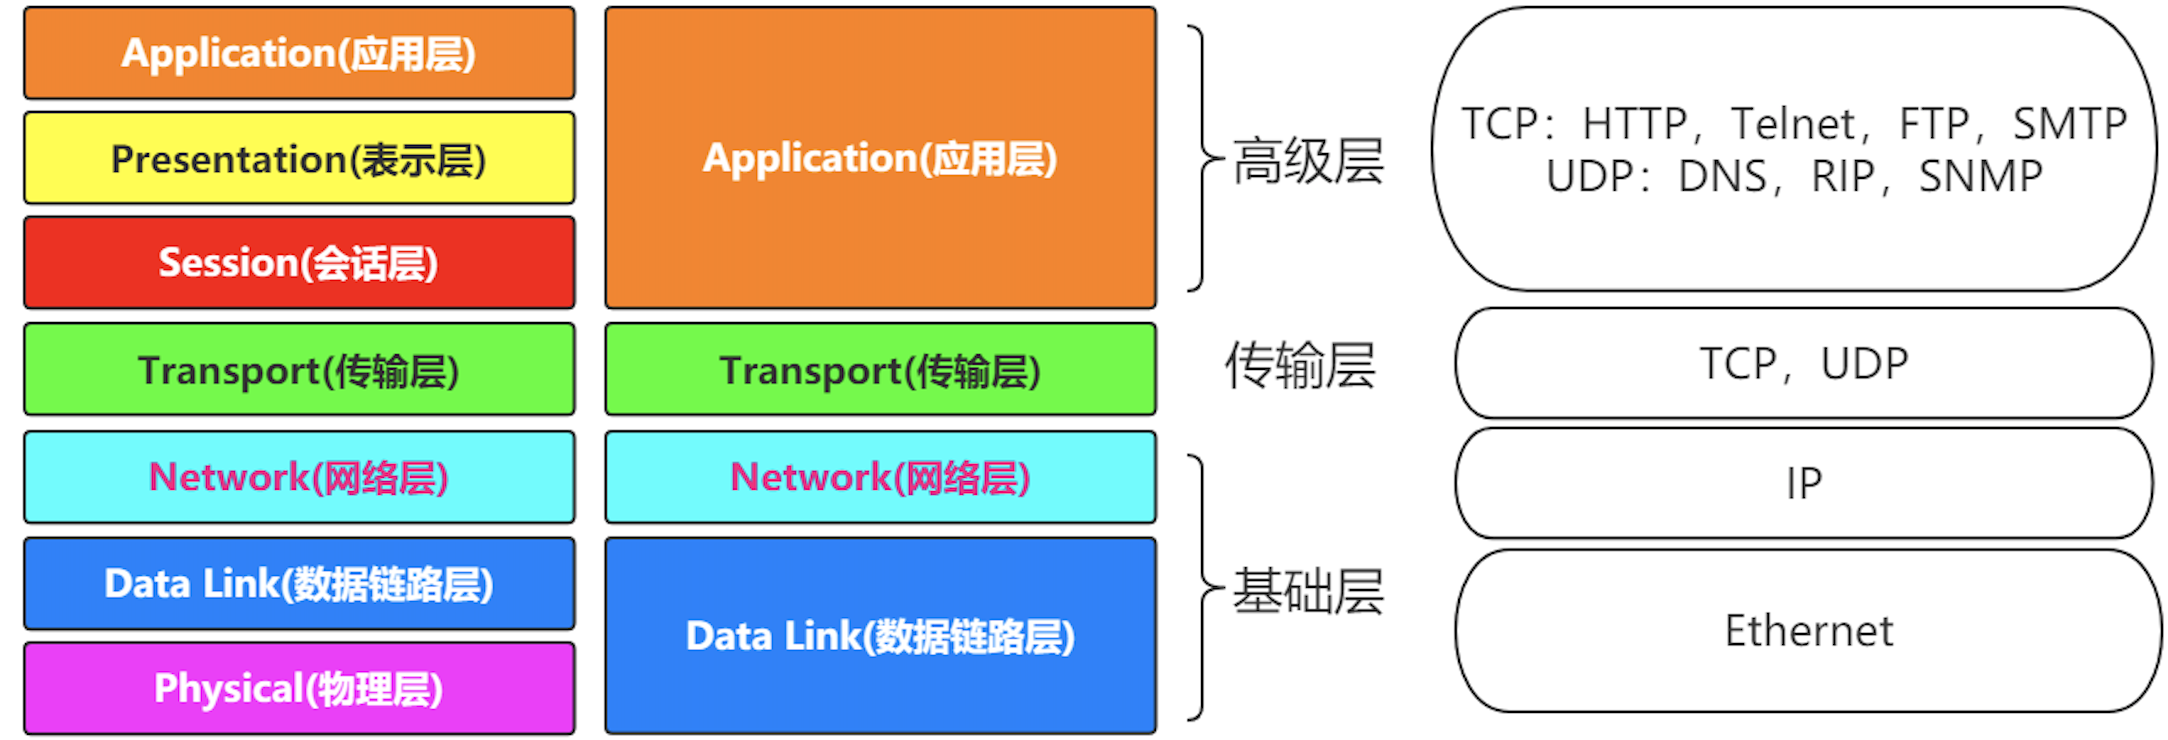 Application(应用层)
Presentation(表示层)
Session(会话层)
Transport(传输层)
Network(网络层)
Data Link(数据链路层)
Physical(物理层)
Application(应用层)
Transport(传输层)
Network(网络层)
Data Link(数据链路层)
高级层
传输层
基础层
TCP：HTTP，Telnet，FTP，SMTP
UDP：DNS，RIP，SNMP
TCP，UDP
IP
Ethernet